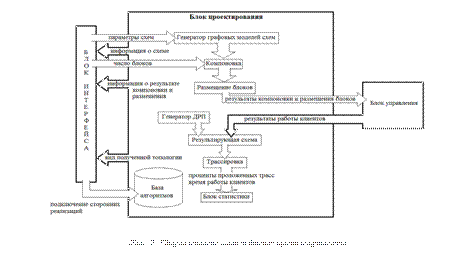 Блок проектирования
параметры схем
Генератор графовых моделей схем
информация о схеме
число блоков
Компоновка
информация о результате
компоновки и
размещения
Размещение блоков
результаты компоновки и размещения блоков
Блок управления
Генератор ДРП
результаты работы клиентов
Результирующая схема
вид полученной топологии
Трассировка
проценты проложенных трасс
время работы клиентов
База
алгоритмов
Блок статистики
подключение сторонних
реализаций
БЛОК ИНТЕРФЕЙСА